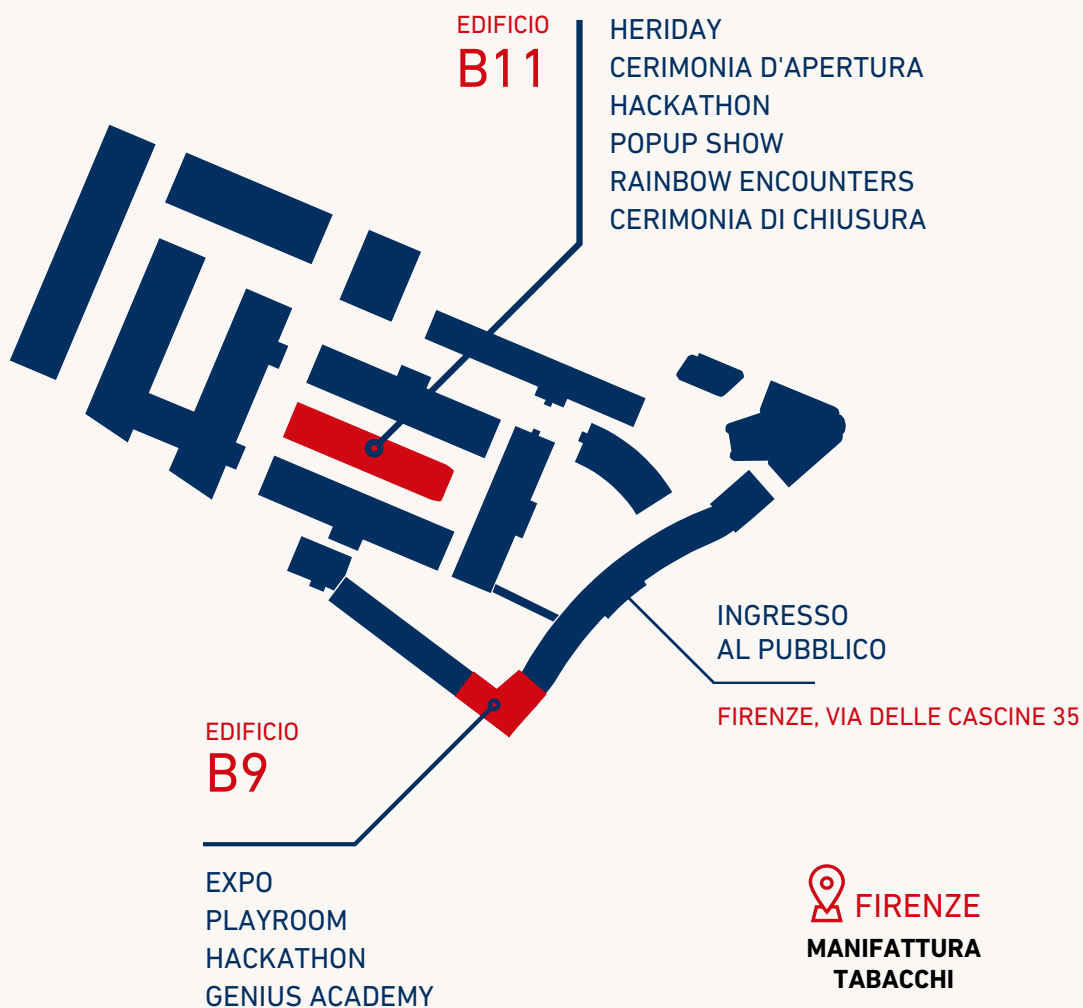 EDIFICIO
B11
HERIDAY
CERIMONIA D'APERTURA
HACKATHON
POPUP SHOW
RAINBOW ENCOUNTERS
CERIMONIA DI CHIUSURA
INGRESSO
AL PUBBLICO
FIRENZE, VIA DELLE CASCINE 35
EDIFICIO
B9
EXPO
PLAYROOM
HACKATHON
GENIUS ACADEMY
FIRENZE
MANIFATTURA
TABACCHI